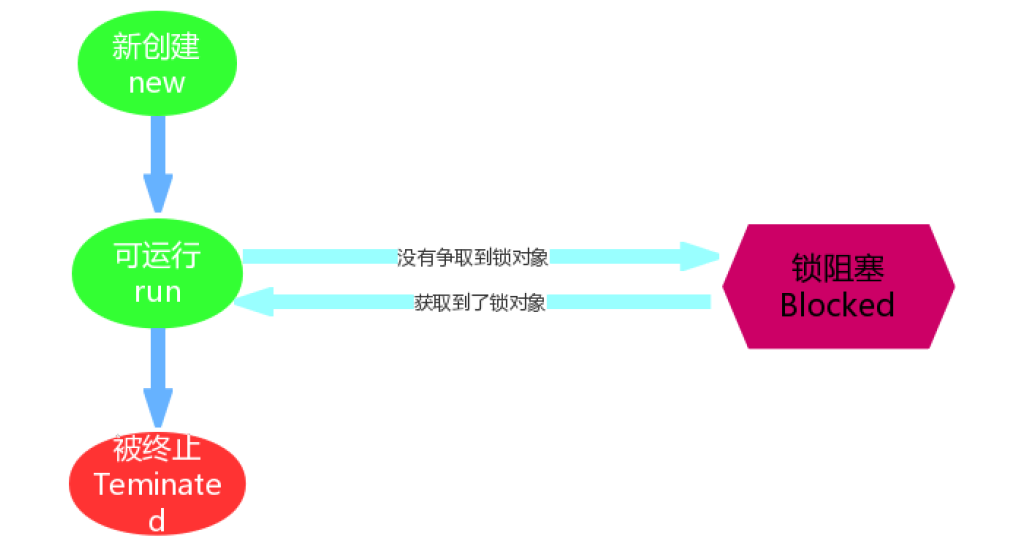 新创建
new
可运行
run
没有争取到锁对象
获取到了锁对象
锁阻塞
Blocked
被终止
Teminate
d